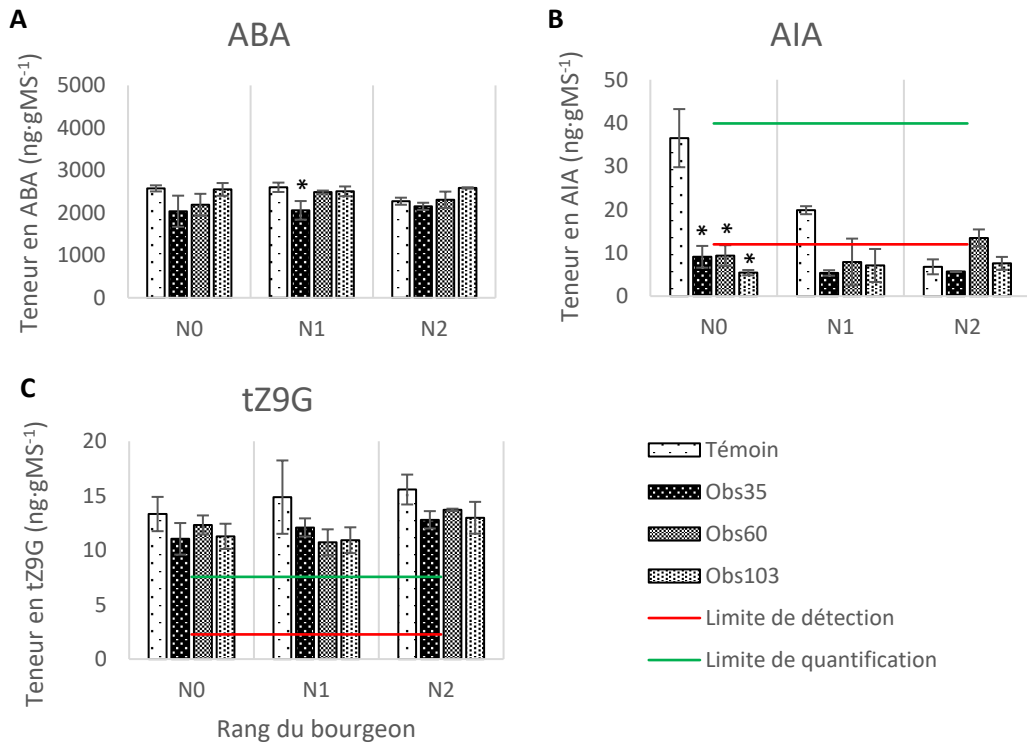 A
ABA
Teneur en ABA (ng·gMS⁻¹)
5000
4000
3000
2000
1000
0
*
N0 N1 N2
B
AIA
Teneur en AIA (ng·gMS⁻¹)
50
40
30
20
10
0
* * *
N0 N1 N2
C
tZ9G
Teneur en tZ9G (ng·gMS⁻¹)
20
15
10
5
0
N0 N1 N2
Rang du bourgeon
Témoin
Obs35
Obs60
Obs103
Limite de détection
Limite de quantification